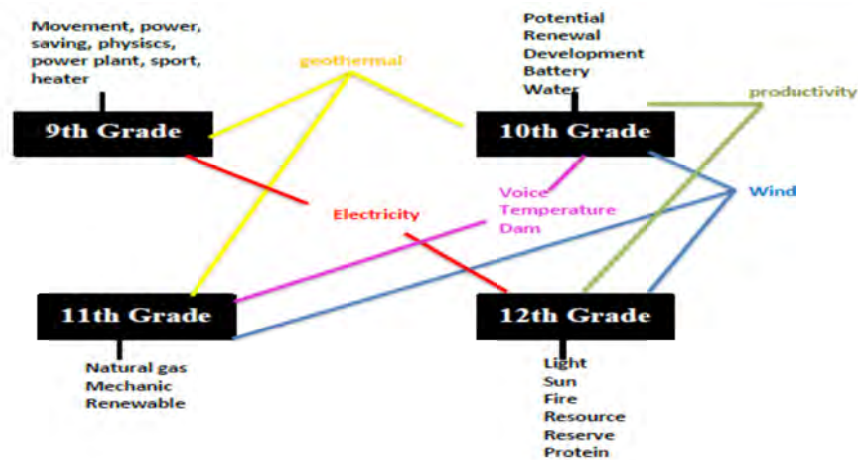 Movement, power,
saving, physiscs,
power plant, sport,
heater
geothermal
Potential
Renewal
Development
Battery
Water
productivity
9th Grade
10th Grade
Voice
Temperature
Dam
Wind
Electricity
11th Grade
12th Grade
Natural gas
Mechanic
Renewable
Light
Sun
Fire
Resource
Reserve
Protein